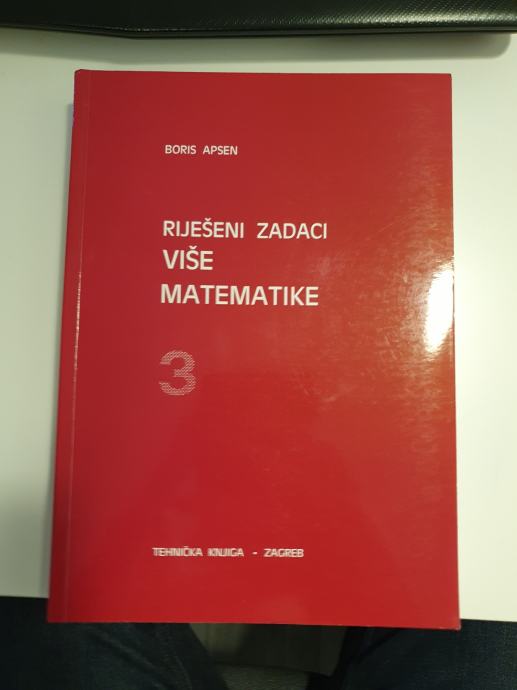 BORIS APSEN
RIJEŠENI ZADACI
VIŠE
MATEMATIKE
3
TEHNIČKA KNJIGA - ZAGREB